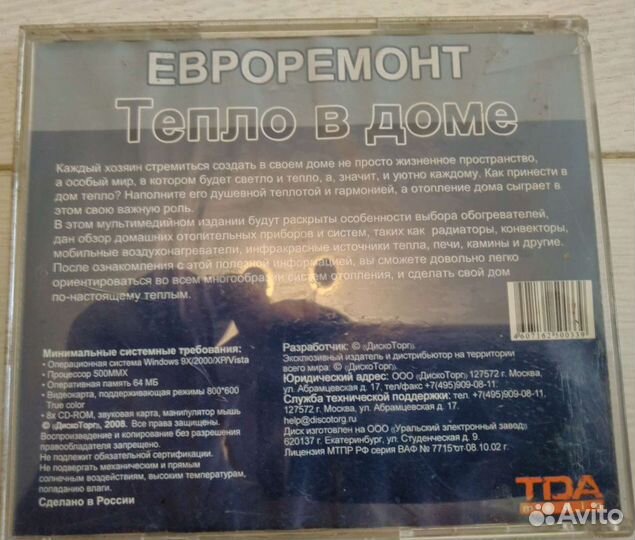 ЕВРОРЕМОНТ
Тепло в доме
Каждый хозяин стремиться создать в своем доме не просто жизненное пространство,
а особый мир, в котором будет светло и тепло, а, значит, и уютно каждому. Как принести в
дом тепло? Наполните его душевной теплотой и гармонией, а отопление дома сыграет в
этом свою важную роль.
В этом мультимедийном издании будут раскрыты особенности выбора обогревателей,
дан обзор домашних отопительных приборов и систем, таких как радиаторы, конвекторы,
мобильные воздухонагреватели, инфракрасные источники тепла, печи, камины и другие.
После ознакомления с этой полезной информацией, вы сможете довольно легко
ориентироваться во всем многообразии систем отопления, и сделать свой дом
по-настоящему теплым.
4607162500339
Минимальные системные требования:
• Операционная система Windows 9X/2000/XP/Vista
• Процессор 500MMX
• Оперативная память 64 МБ
• Видеокарта, поддерживающая режимы 800*600
True color
• 8x CD-ROM, звуковая карта, манипулятор мышь
© «ДискоТорг», 2008. Все права защищены.
Воспроизведение и копирование без разрешения
правообладателя запрещено.
Не подлежит обязательной сертификации.
Не подвергать механическим и прямым
солнечным воздействиям, высоким температурам,
попаданию влаги.
Сделано в России
Разработчик: © «ДискоТорг».
Эксклюзивный издатель и дистрибьютор на территории
всего мира: © «ДискоТорг».
Юридический адрес: ООО «ДискоТорг» 127572 г. Москва,
ул. Абрамцевская д. 17, тел/факс +7(495)909-08-11.
Служба технической поддержки: тел. +7(495)909-08-11.
127572 г. Москва, ул. Абрамцевская д. 17.
help@discotorg.ru
Диск изготовлен на ООО «Уральский электронный завод»
620137 г. Екатеринбург, ул. Студенческая д. 9.
Лицензия МТПР РФ серия ВАФ № 7715 от 08.10.02 г.
TDA
Avito